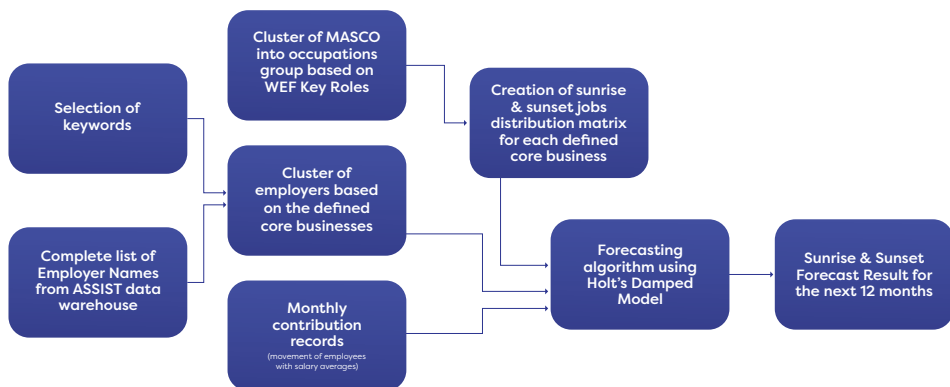 Selection of
keywords
Complete list of
Employer Names
from ASSIST data
warehouse
Cluster of MASCO
into occupations
group based on
WEF Key Roles
Cluster of
employers based
on the defined
core businesses
Monthly
contribution
records
(movement of employees
with salary averages)
Creation of sunrise
& sunset jobs
distribution matrix
for each defined
core business
Forecasting
algorithm using
Holt's Damped
Model
Sunrise & Sunset
Forecast Result for
the next 12 months